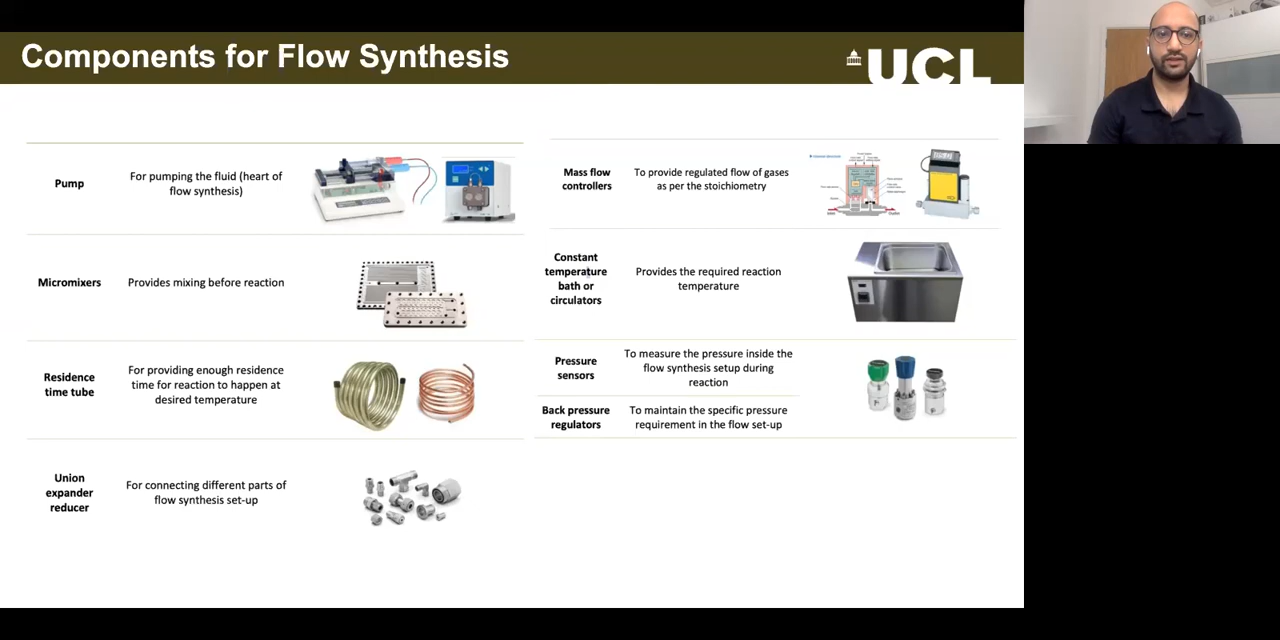 Components for Flow Synthesis
UCL
Pump
For pumping the fluid (heart of
flow synthesis)
Micromixers
Provides mixing before reaction
Residence
time tube
For providing enough residence
time for reaction to happen at
desired temperature
Union
expander
reducer
For connecting different parts of
flow synthesis set-up
Mass flow
controllers
To provide regulated flow of gases
as per the stoichiometry
Constant
temperature
bath or
circulators
Provides the required reaction
temperature
Pressure
sensors
To measure the pressure inside the
flow synthesis setup during
reaction
Back pressure
regulators
To maintain the specific pressure
requirement in the flow set-up